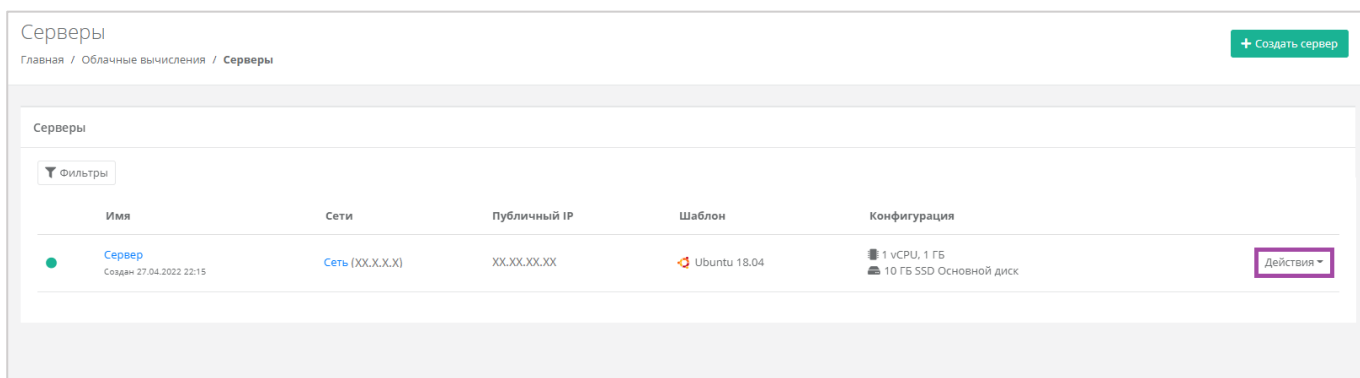 Серверы
+ Создать сервер
Главная / Облачные вычисления / Серверы
Серверы
Фильтры
Имя Сети Публичный IP Шаблон Конфигурация
Сервер Сеть (XX.X.X.X) XX.XX.XX.XX Ubuntu 18.04 1 vCPU, 1 ГБ Действия
Создан 27.04.2022 22:15 10 ГБ SSD Основной диск